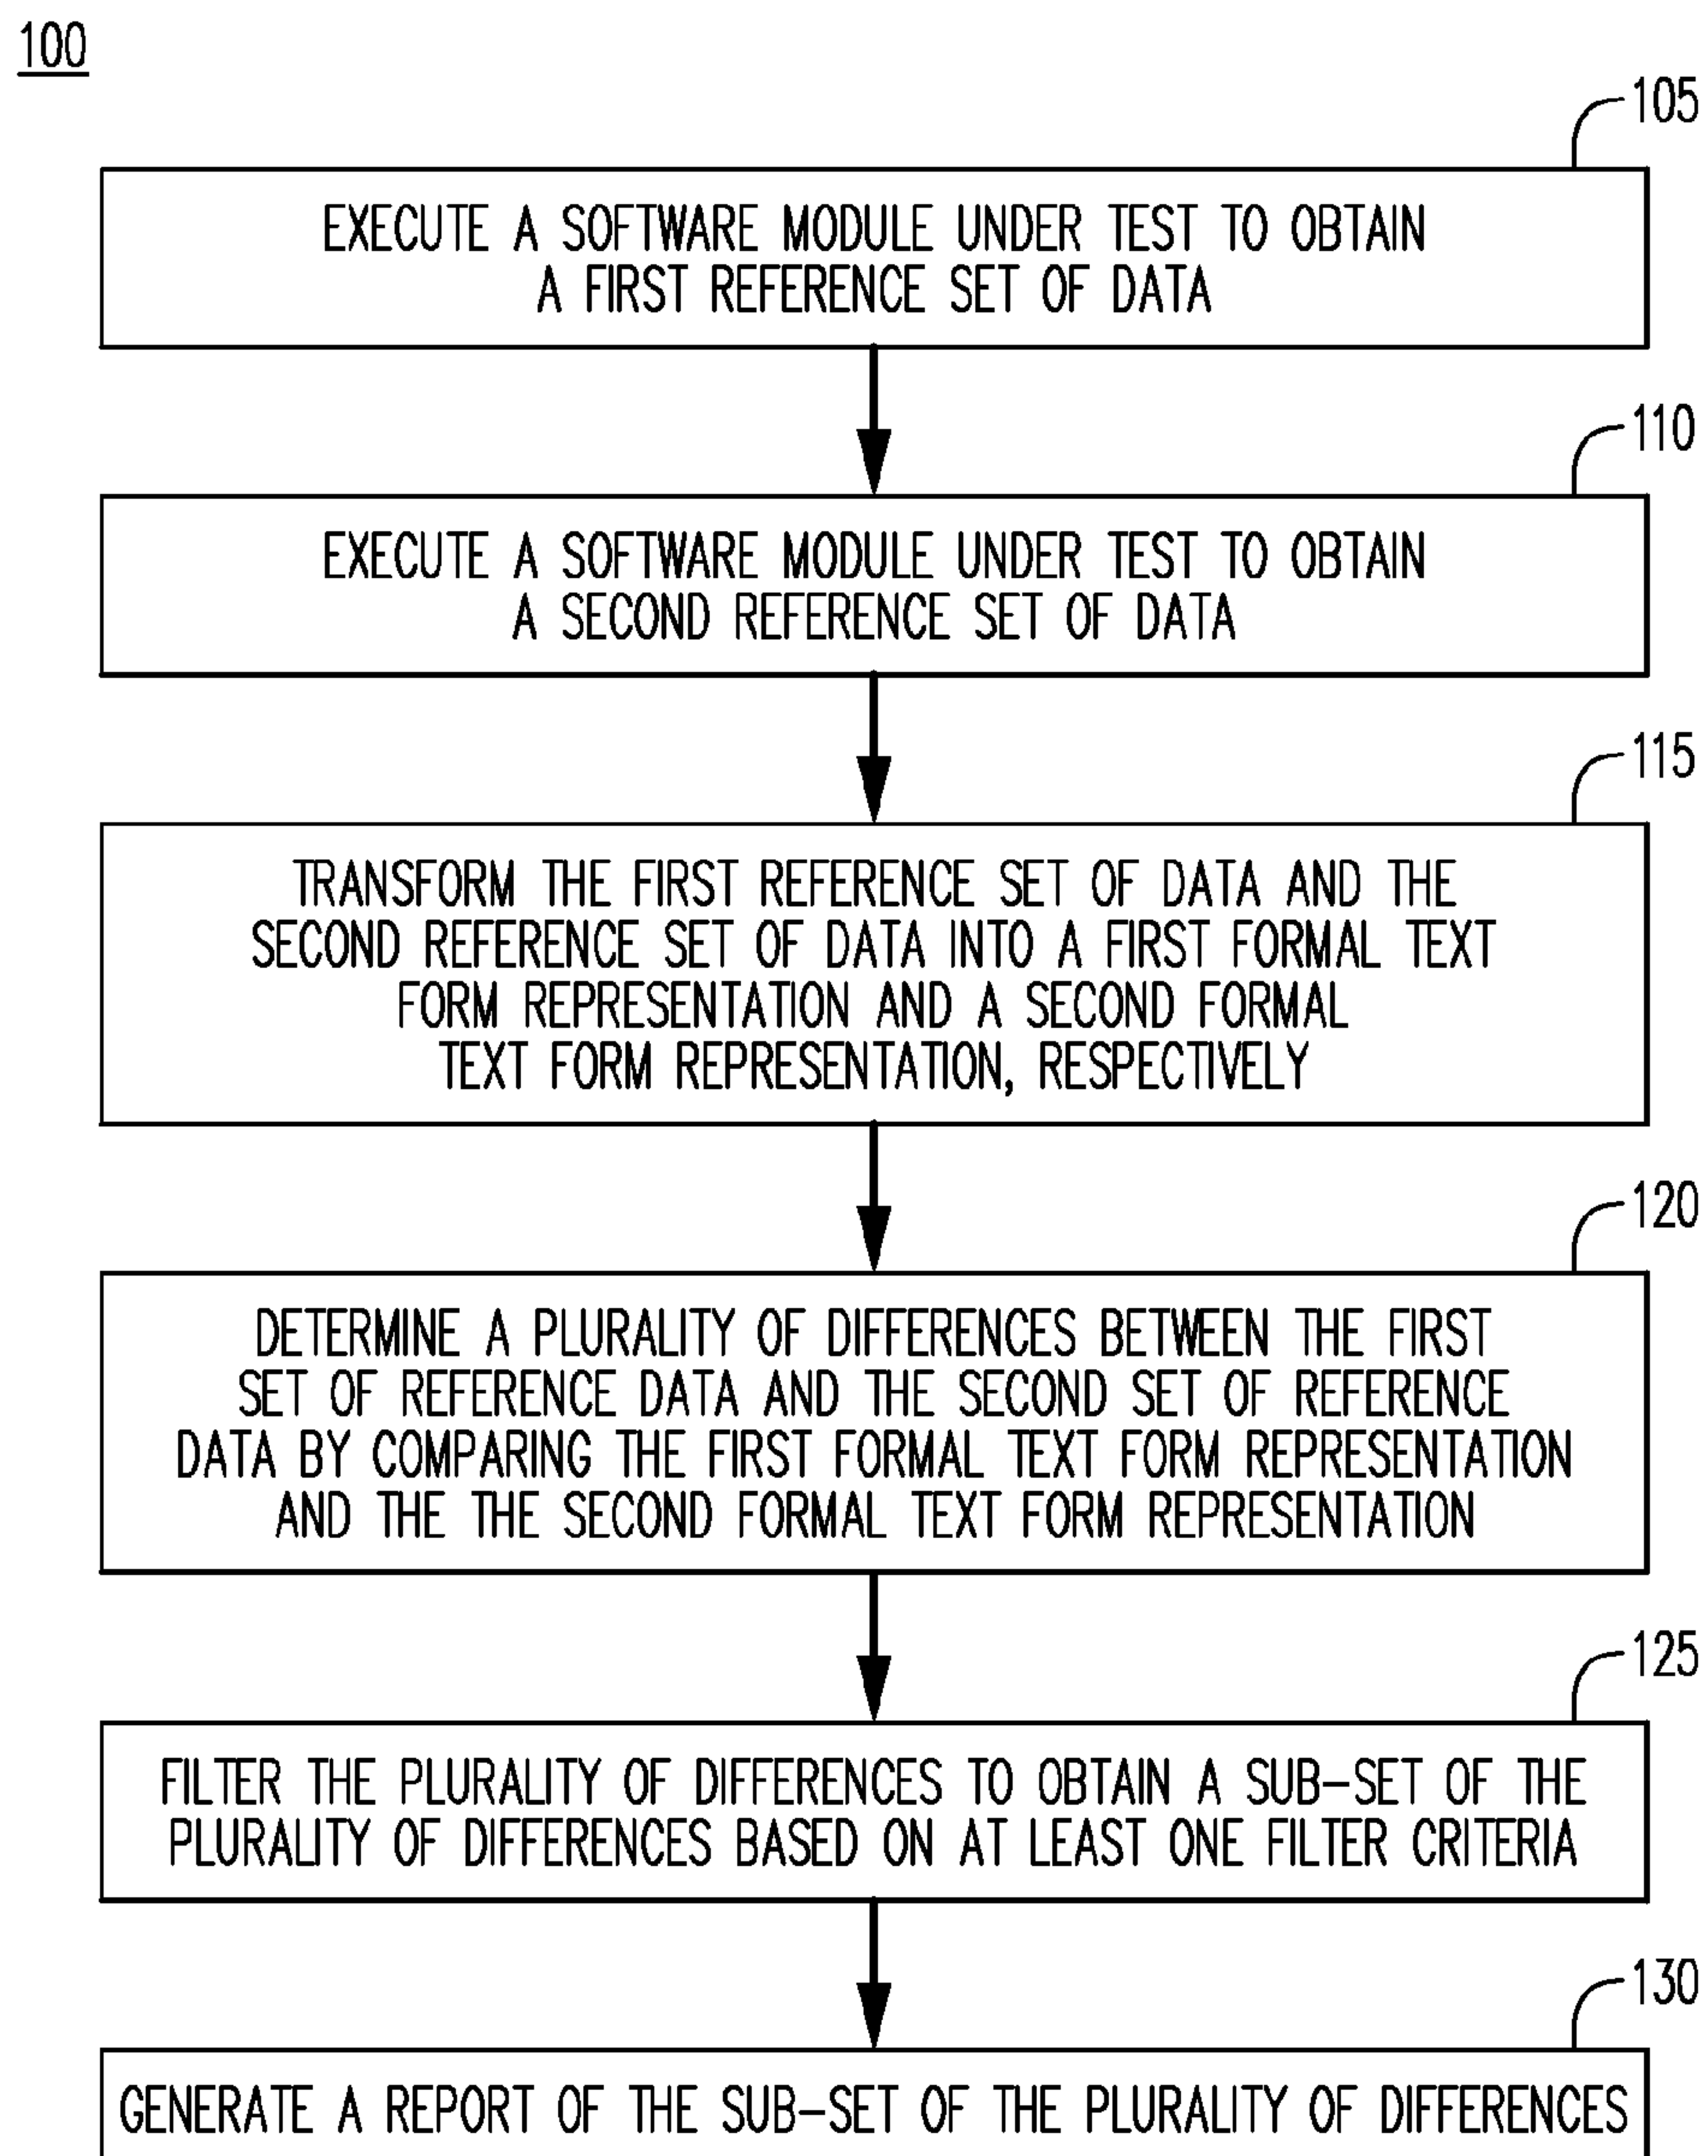 100
105
EXECUTE A SOFTWARE MODULE UNDER TEST TO OBTAIN
A FIRST REFERENCE SET OF DATA
110
EXECUTE A SOFTWARE MODULE UNDER TEST TO OBTAIN
A SECOND REFERENCE SET OF DATA
115
TRANSFORM THE FIRST REFERENCE SET OF DATA AND THE
SECOND REFERENCE SET OF DATA INTO A FIRST FORMAL TEXT
FORM REPRESENTATION AND A SECOND FORMAL
TEXT FORM REPRESENTATION, RESPECTIVELY
120
DETERMINE A PLURALITY OF DIFFERENCES BETWEEN THE FIRST
SET OF REFERENCE DATA AND THE SECOND SET OF REFERENCE
DATA BY COMPARING THE FIRST FORMAL TEXT FORM REPRESENTATION
AND THE THE SECOND FORMAL TEXT FORM REPRESENTATION
125
FILTER THE PLURALITY OF DIFFERENCES TO OBTAIN A SUB-SET OF THE
PLURALITY OF DIFFERENCES BASED ON AT LEAST ONE FILTER CRITERIA
130
GENERATE A REPORT OF THE SUB-SET OF THE PLURALITY OF DIFFERENCES